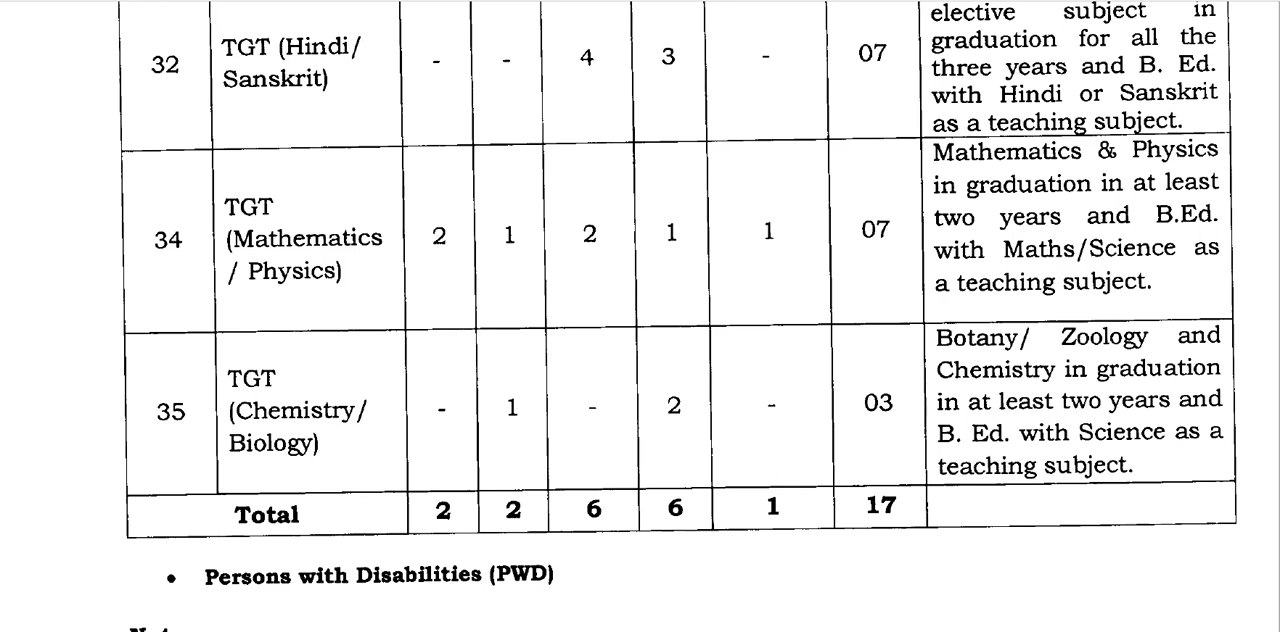 elective subject in
graduation for all the
32 TGT (Hindi/ - - 4 3 - 07 three years and B. Ed.
Sanskrit)
with Hindi or Sanskrit
as a teaching subject.
Mathematics & Physics
in graduation in at least
TGT
two years and B.Ed.
34 (Mathematics 2 1 2 1 1 07
with Maths/Science as
/ Physics)
a teaching subject.
Botany/ Zoology and
Chemistry in graduation
TGT
35 (Chemistry/ - 1 - 2 - 03 in at least two years and
B. Ed. with Science as a
Biology)
teaching subject.
Total 2 2 6 6 1 17
• Persons with Disabilities (PWD)